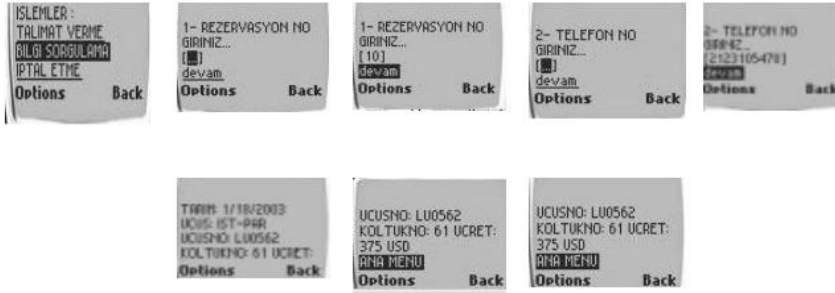 ISLEMLER :
TALIMAT VERME
BILGI SORGULAMA
IPTAL ETME
Options Back
1- REZERVASYON NO
GIRINIZ...
[ ]
devam
Options Back
1- REZERVASYON NO
GIRINIZ...
[10]
devam
Options Back
2- TELEFON NO
GIRINIZ...
[ ]
devam
Options Back
2- TELEFON NO
GIRINIZ...
[2123105478]
devam
Options Back
TARIH: 1/18/2003
UCUS: IST-PAR
UCUSNO: LU0562
KOLTUKNO: 61 UCRET:
Options Back
UCUSNO: LU0562
KOLTUKNO: 61 UCRET:
375 USD
ANA MENU
Options Back
UCUSNO: LU0562
KOLTUKNO: 61 UCRET:
375 USD
ANA MENU
Options Back